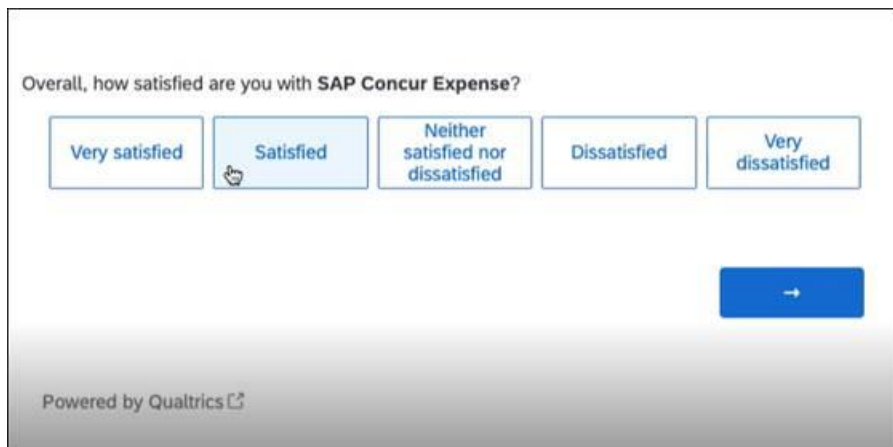 Overall, how satisfied are you with SAP Concur Expense?
Very satisfied
Satisfied
Neither
satisfied nor
dissatisfied
Dissatisfied
Very
dissatisfied
→
Powered by Qualtrics